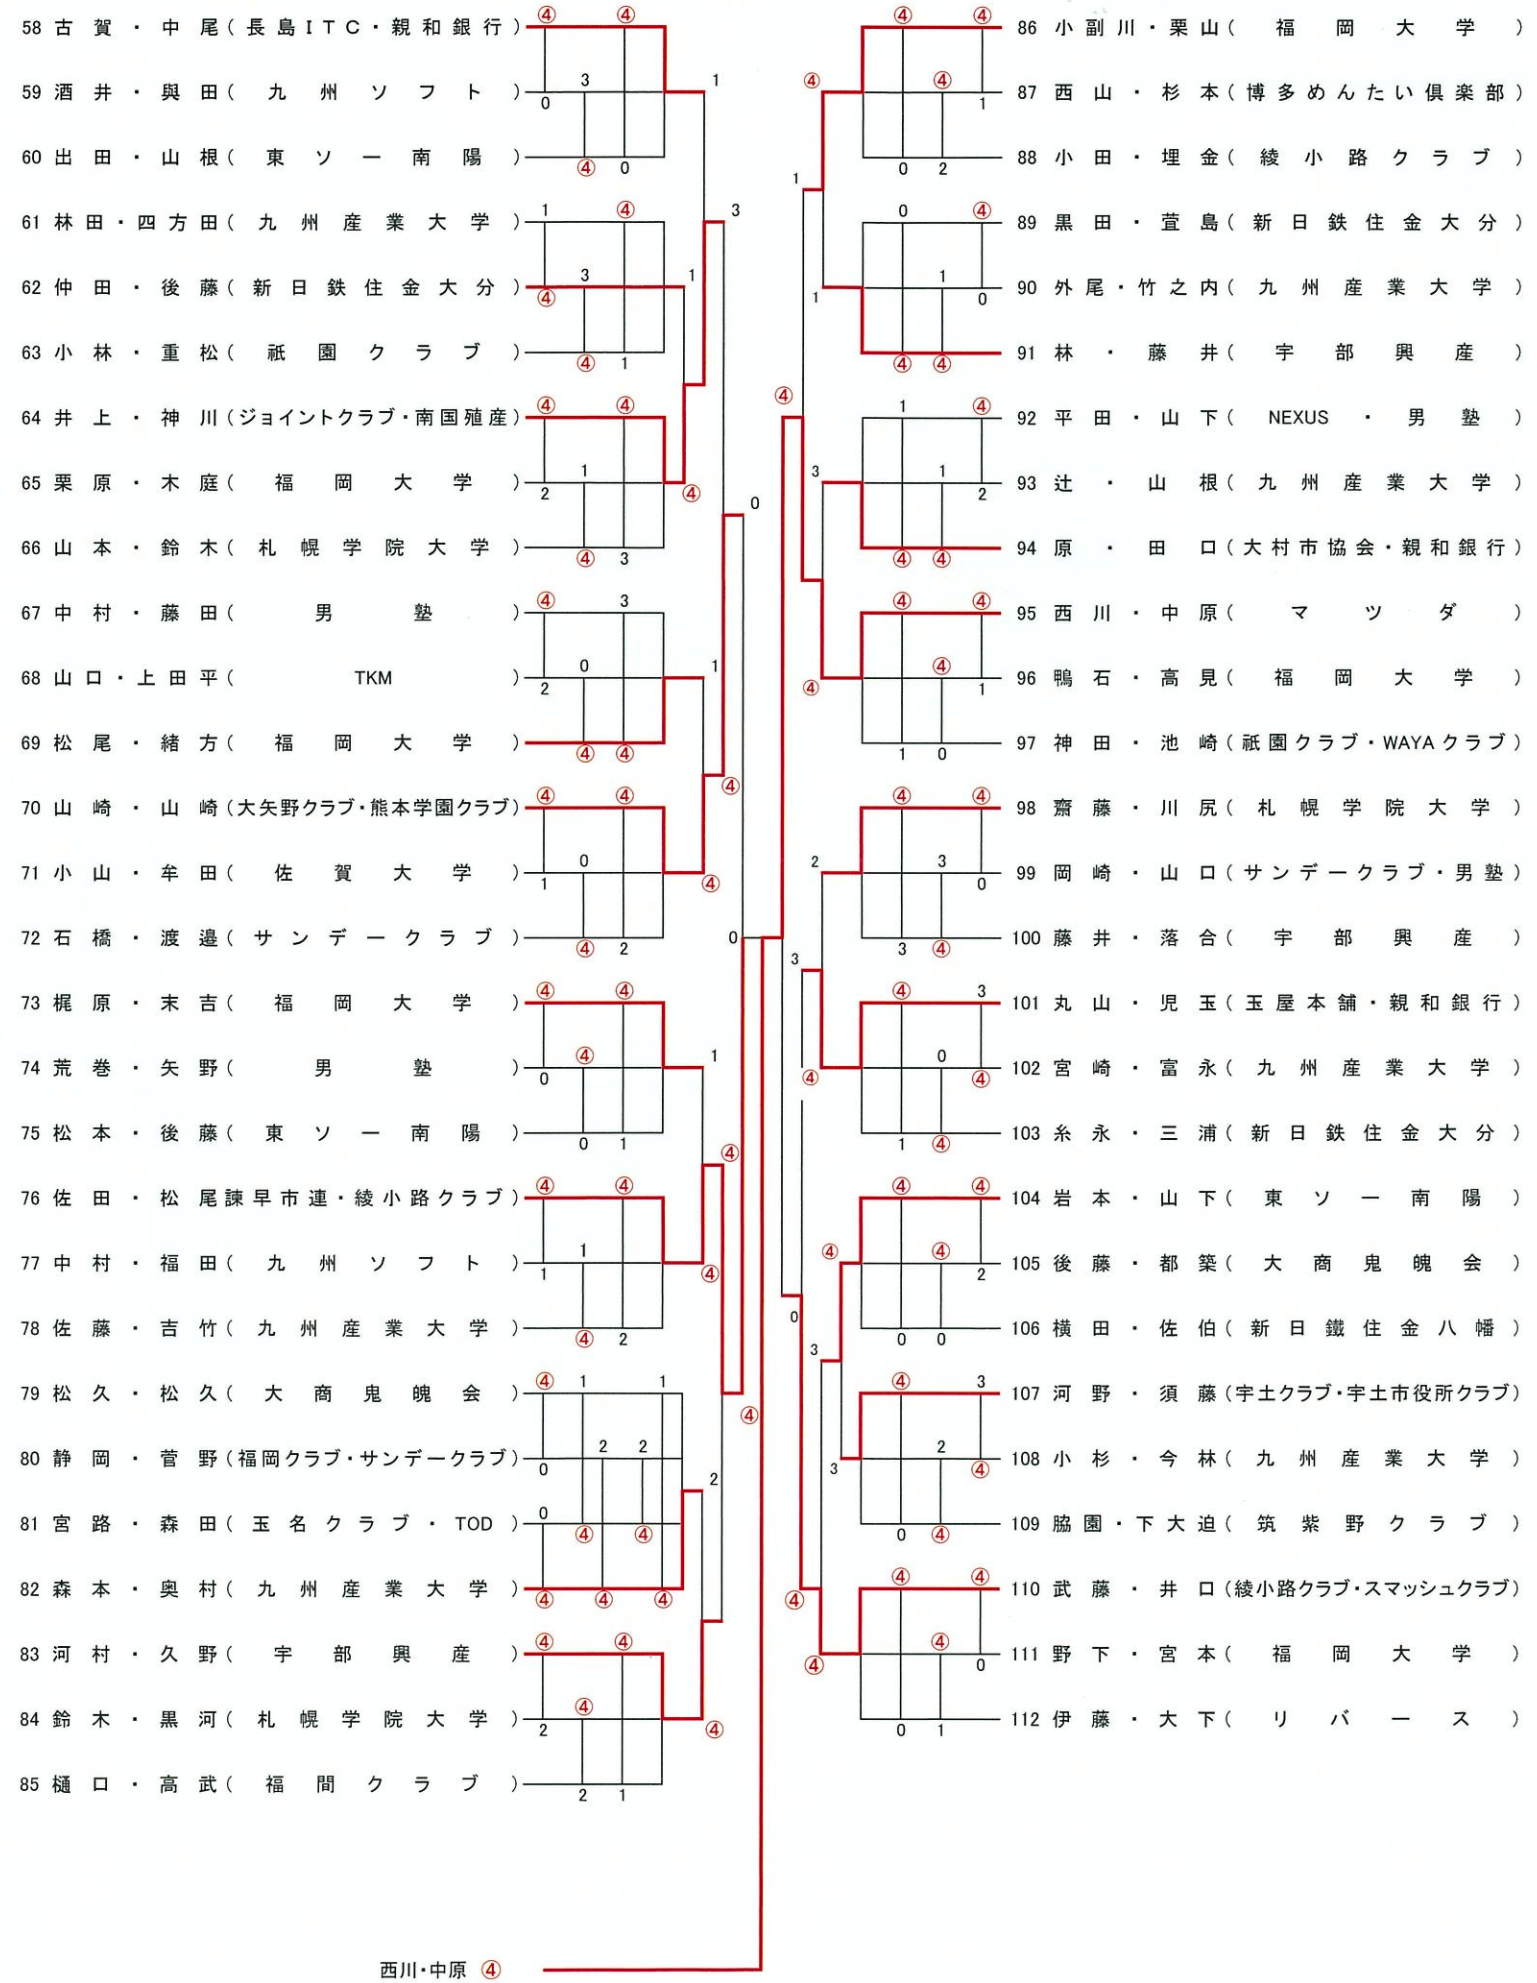 58 古賀・中尾(長島ITC・親和銀行)
59 酒井・與田(九州ソフト)
60 出田・山根(東ソー南陽)
61 林田・四方田(九州産業大学)
62 仲田・後藤(新日鉄住金大分)
63 小林・重松(祇園クラブ)
64 井上・神川(ジョイントクラブ・南国殖産)
65 栗原・木庭(福岡大学)
66 山本・鈴木(札幌学院大学)
67 中村・藤田(男塾)
68 山口・上田平(TKM)
69 松尾・緒方(福岡大学)
70 山崎・山崎(大矢野クラブ・熊本学園クラブ)
71 小山・牟田(佐賀大学)
72 石橋・渡邉(サンデークラブ)
73 梶原・末吉(福岡大学)
74 荒巻・矢野(男塾)
75 松本・後藤(東ソー南陽)
76 佐田・松尾諫早市連・綾小路クラブ)
77 中村・福田(九州ソフト)
78 佐藤・吉竹(九州産業大学)
79 松久・松久(大商鬼魄会)
80 静岡・菅野(福岡クラブ・サンデークラブ)
81 宮路・森田(玉名クラブ・TOD)
82 森本・奥村(九州産業大学)
83 河村・久野(宇部興産)
84 鈴木・黒河(札幌学院大学)
85 樋口・高武(福間クラブ)
86 小副川・栗山(福岡大学)
87 西山・杉本(博多めんたい倶楽部)
88 小田・埋金(綾小路クラブ)
89 黒田・萱島(新日鉄住金大分)
90 外尾・竹之内(九州産業大学)
91 林・藤井(宇部興産)
92 平田・山下(NEXUS・男塾)
93 辻・山根(九州産業大学)
94 原・田口(大村市協会・親和銀行)
95 西川・中原(マツダ)
96 鴨石・高見(福岡大学)
97 神田・池崎(祇園クラブ・WAYAクラブ)
98 齋藤・川尻(札幌学院大学)
99 岡崎・山口(サンデークラブ・男塾)
100 藤井・落合(宇部興産)
101 丸山・児玉(玉屋本舗・親和銀行)
102 宮崎・富永(九州産業大学)
103 糸永・三浦(新日鉄住金大分)
104 岩本・山下(東ソー南陽)
105 後藤・都築(大商鬼魄会)
106 横田・佐伯(新日鐵住金八幡)
107 河野・須藤(宇土クラブ・宇土市役所クラブ)
108 小杉・今林(九州産業大学)
109 脇園・下大迫(筑紫野クラブ)
110 武藤・井口(綾小路クラブ・スマッシュクラブ)
111 野下・宮本(福岡大学)
112 伊藤・大下(リバース)
西川・中原 ④